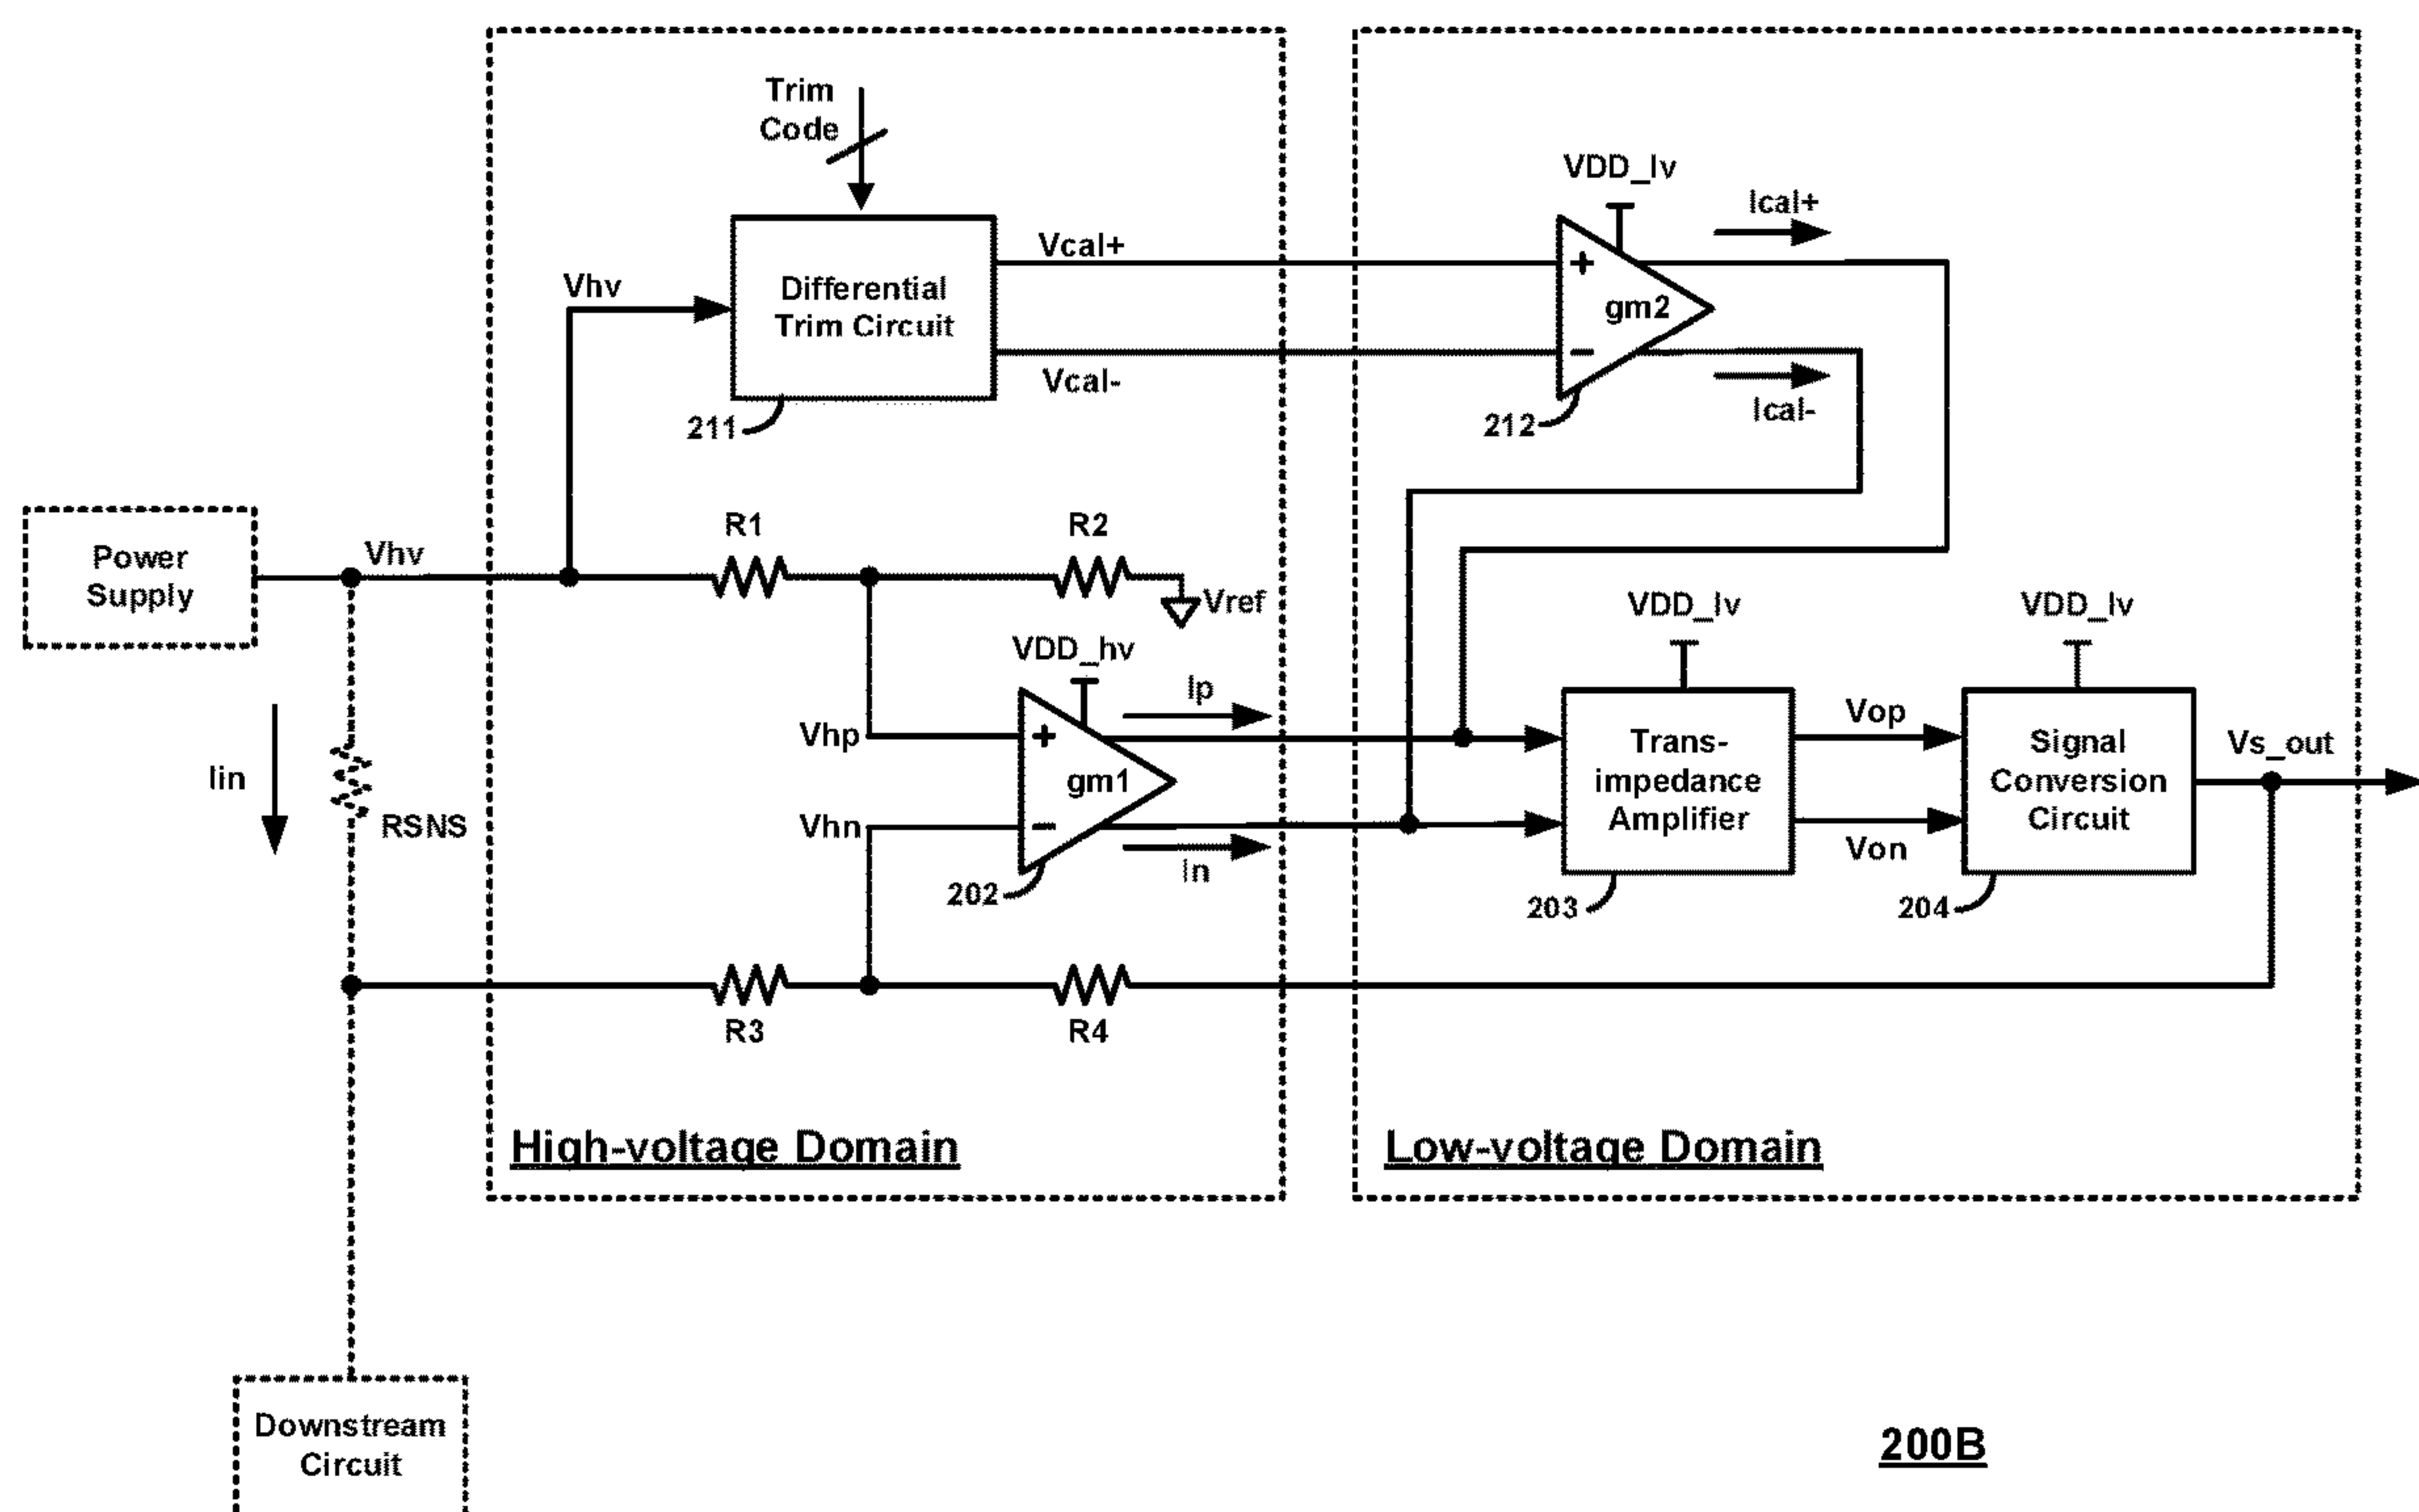 Trim
Code
VDD_lv
Ical+
Vcal+
Vhv
Differential
Trim Circuit
+
gm2
−
Vcal-
Ical-
211
212
R1
R2
Power
Supply
Vhv
Vref
VDD_lv
VDD_lv
VDD_hv
Ip
Vhp
+
Trans-
impedance
Amplifier
Vop
Signal
Conversion
Circuit
Vs_out
Iin
gm1
RSNS
Vhn
−
Von
In
202
203
204
R3
R4
High-voltage Domain
Low-voltage Domain
Downstream
Circuit
200B